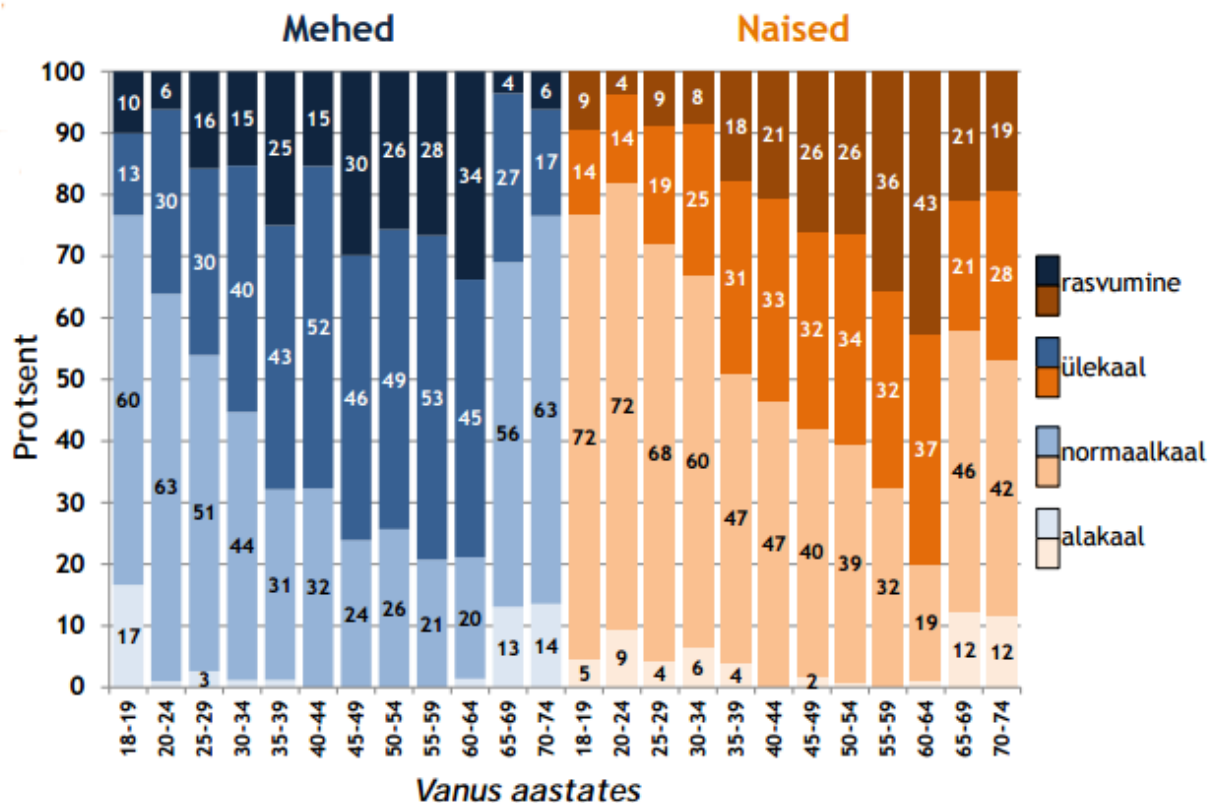 Mehed Naised
Protsent
100
90
80
70
60
50
40
30
20
10
0
10 6 16 15 25 15 30 26 28 34 4 6 9 4 9 8 18 21 26 26 36 43 21 19
13 30 30 40 43 52 46 49 53 45 27 17 14 14 19 25 31 33 32 34 32 37 21 28
60 63 51 44 31 32 24 26 21 20 56 63 72 72 68 60 47 47 40 39 32 19 46 42
17 3 13 14 5 9 4 6 4 2 12 12
18-19 20-24 25-29 30-34 35-39 40-44 45-49 50-54 55-59 60-64 65-69 70-74 18-19 20-24 25-29 30-34 35-39 40-44 45-49 50-54 55-59 60-64 65-69 70-74
Vanus aastates
rasvumine
ülekaal
normaalkaal
alakaal